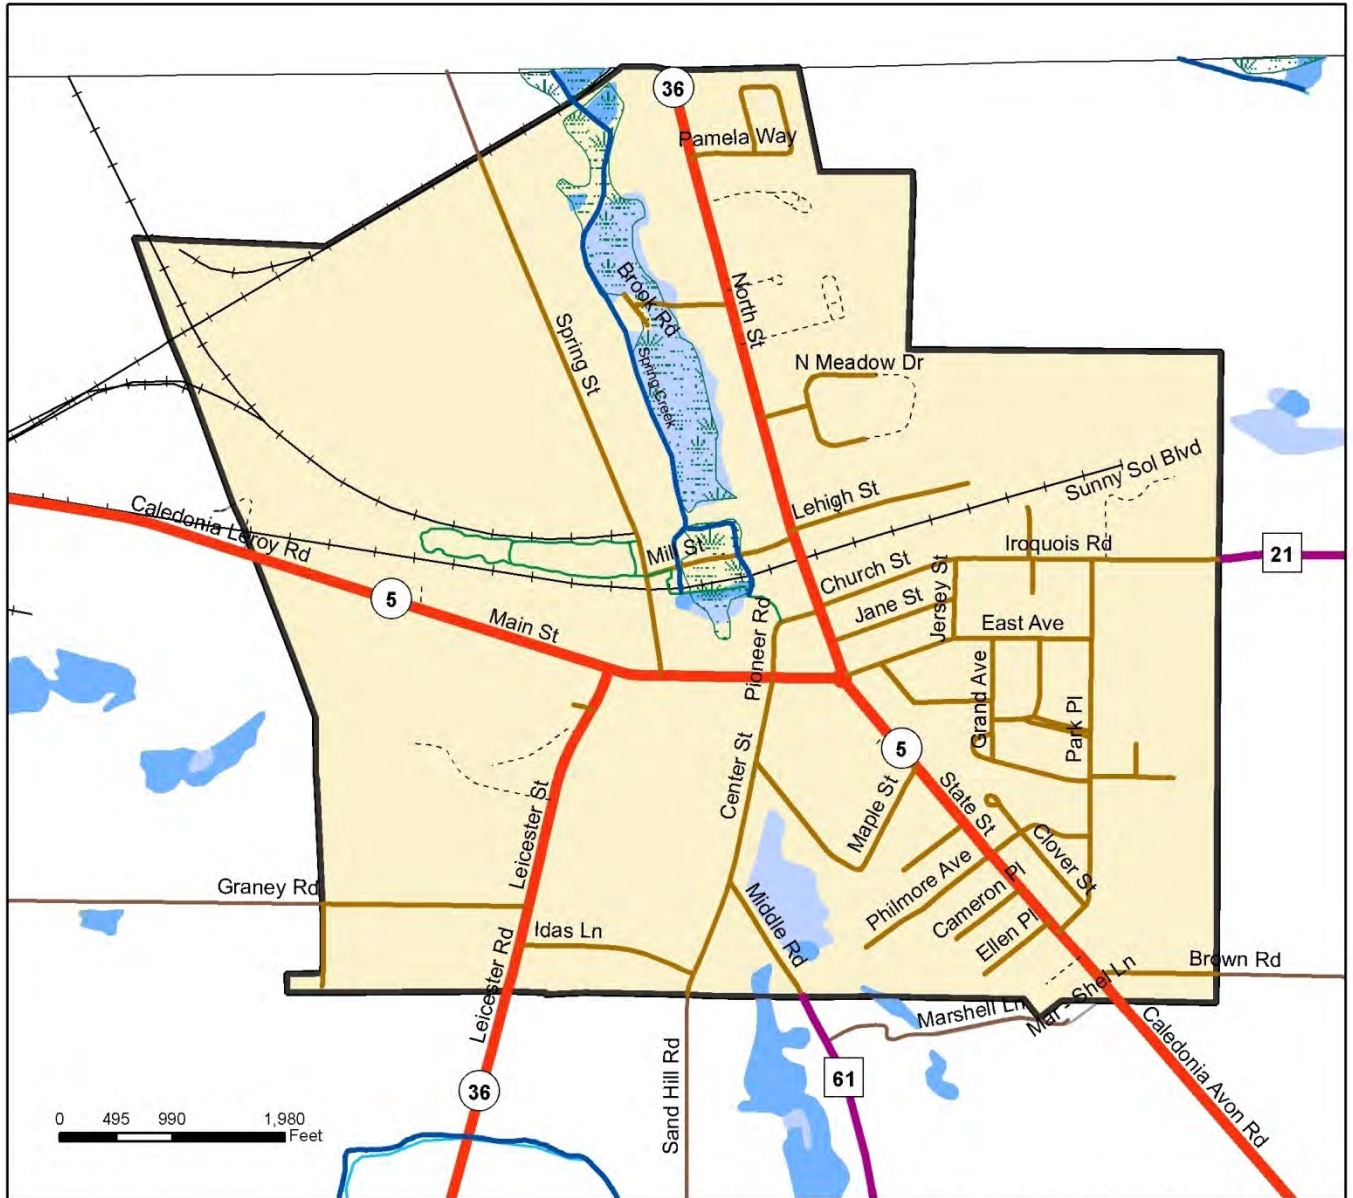 36
Pamela Way
Brook Rd
North St
Spring St
Spring Creek
N Meadow Dr
Sunny Sol Blvd
Lehigh St
Caledonia Leroy Rd
Mill St
Iroquois Rd
21
Church St
Jersey St
5
Jane St
Main St
Pioneer Rd
East Ave
Grand Ave
Park Pl
5
Center St
State St
Maple St
Leicester St
Clover St
Philmore Ave
Cameron Pl
Graney Rd
Middle Rd
Idas Ln
Ellen Pl
Leicester Rd
Brown Rd
Mar - Shel Ln
Marshell Ln
Caledonia Avon Rd
Sand Hill Rd
61
36
0 495 990 1,980
Feet